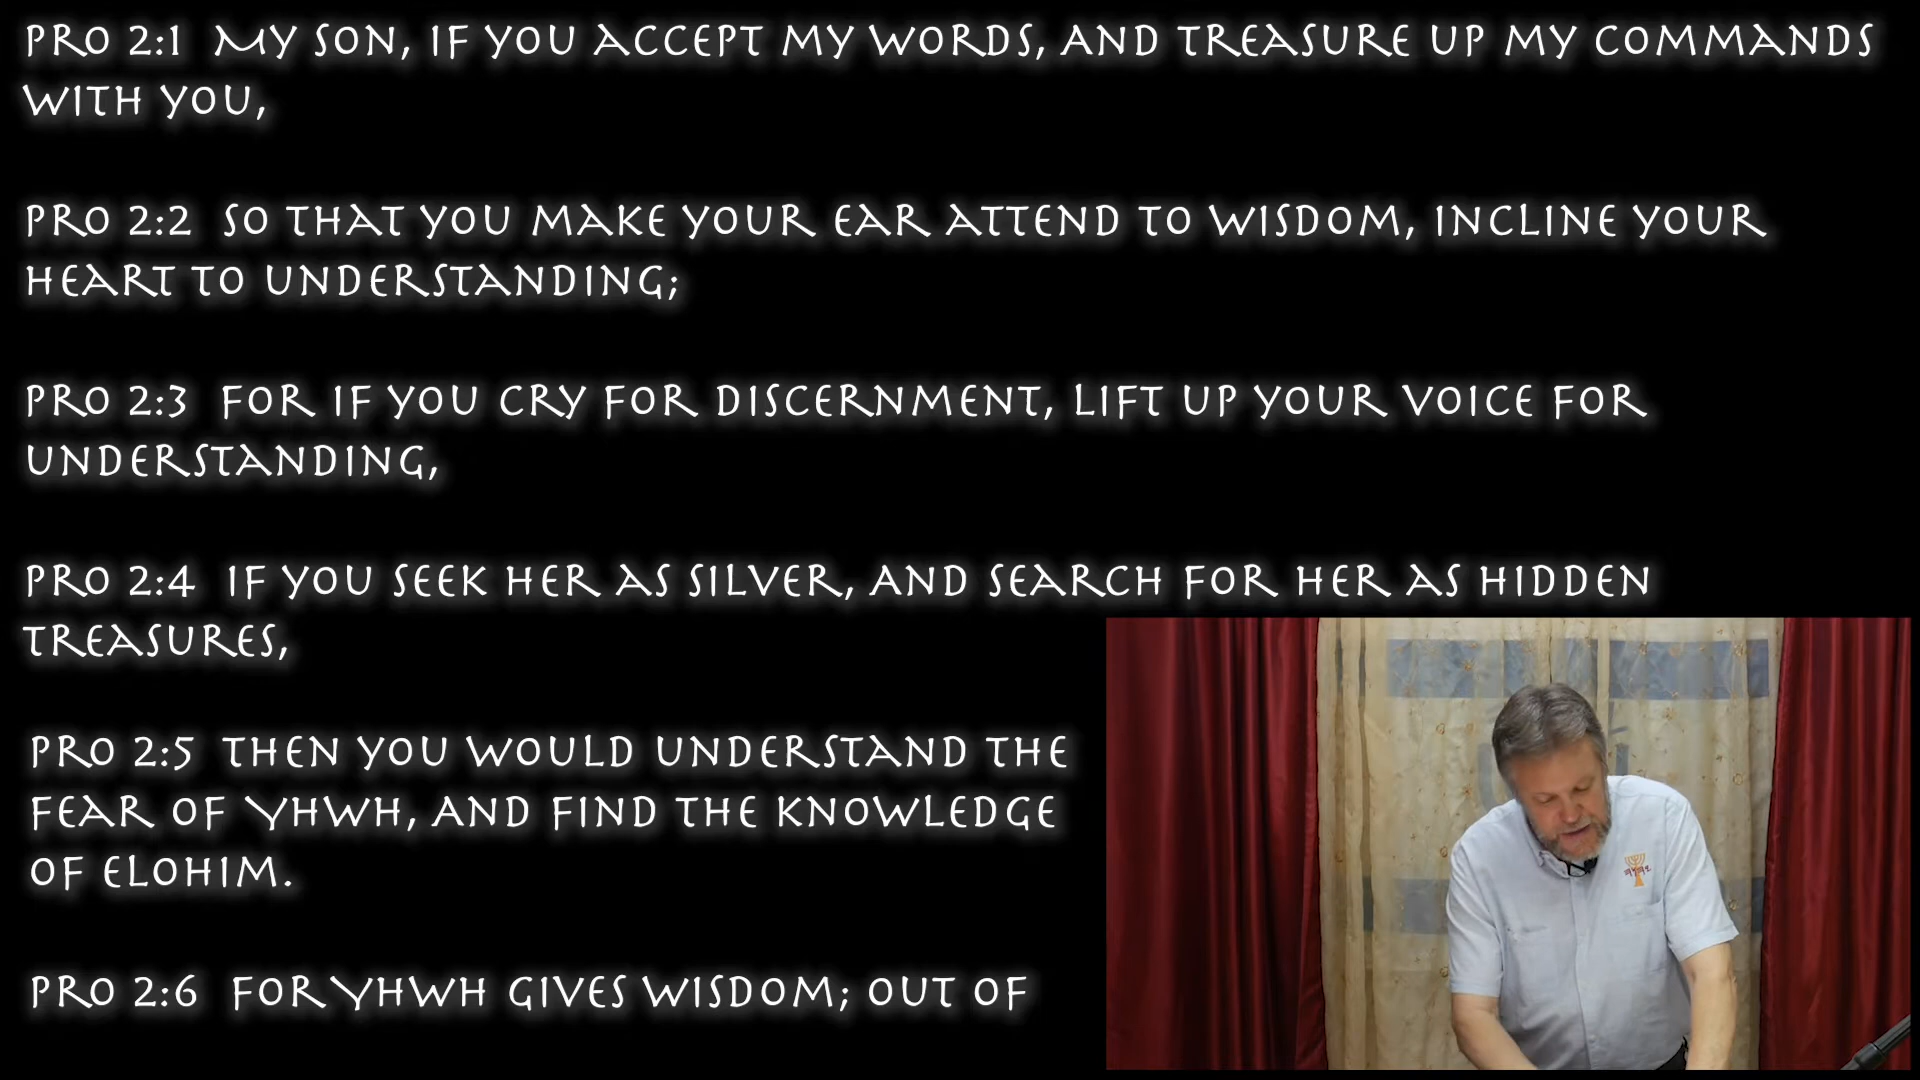 PRO 2:1 MY SON, IF YOU ACCEPT MY WORDS, AND TREASURE UP MY COMMANDS
WITH YOU,
PRO 2:2 SO THAT YOU MAKE YOUR EAR ATTEND TO WISDOM, INCLINE YOUR
HEART TO UNDERSTANDING;
PRO 2:3 FOR IF YOU CRY FOR DISCERNMENT, LIFT UP YOUR VOICE FOR
UNDERSTANDING,
PRO 2:4 IF YOU SEEK HER AS SILVER, AND SEARCH FOR HER AS HIDDEN
TREASURES,
PRO 2:5 THEN YOU WOULD UNDERSTAND THE
FEAR OF YHWH, AND FIND THE KNOWLEDGE
OF ELOHIM.
PRO 2:6 FOR YHWH GIVES WISDOM; OUT OF